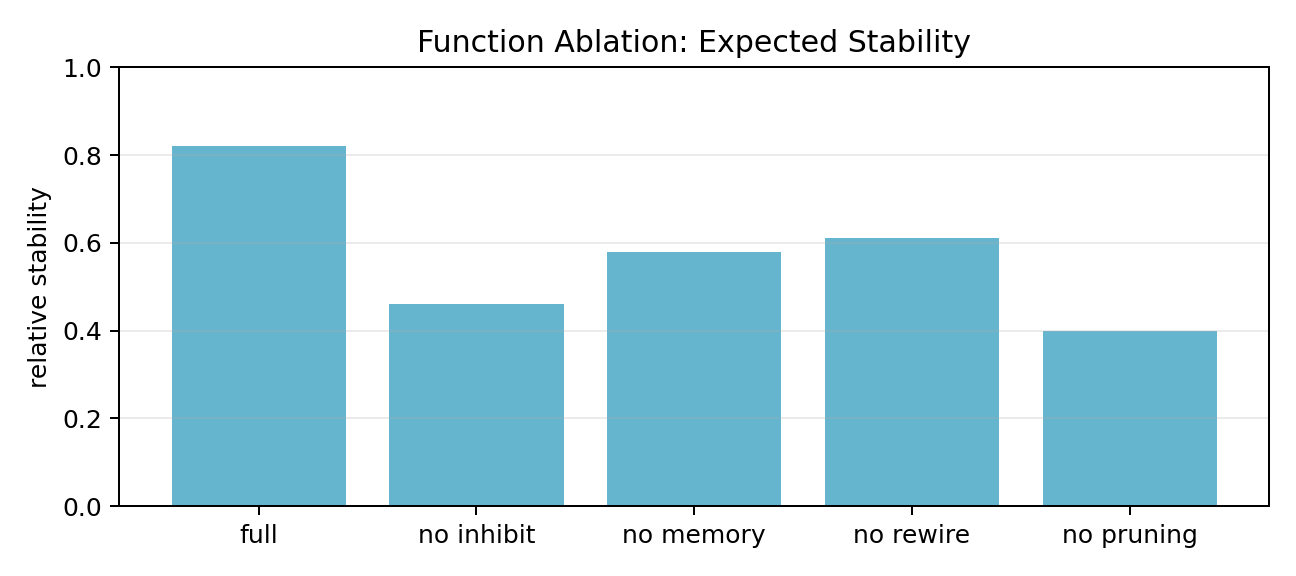 Function Ablation: Expected Stability
relative stability
1.0
0.8
0.6
0.4
0.2
0.0
full
no inhibit
no memory
no rewire
no pruning